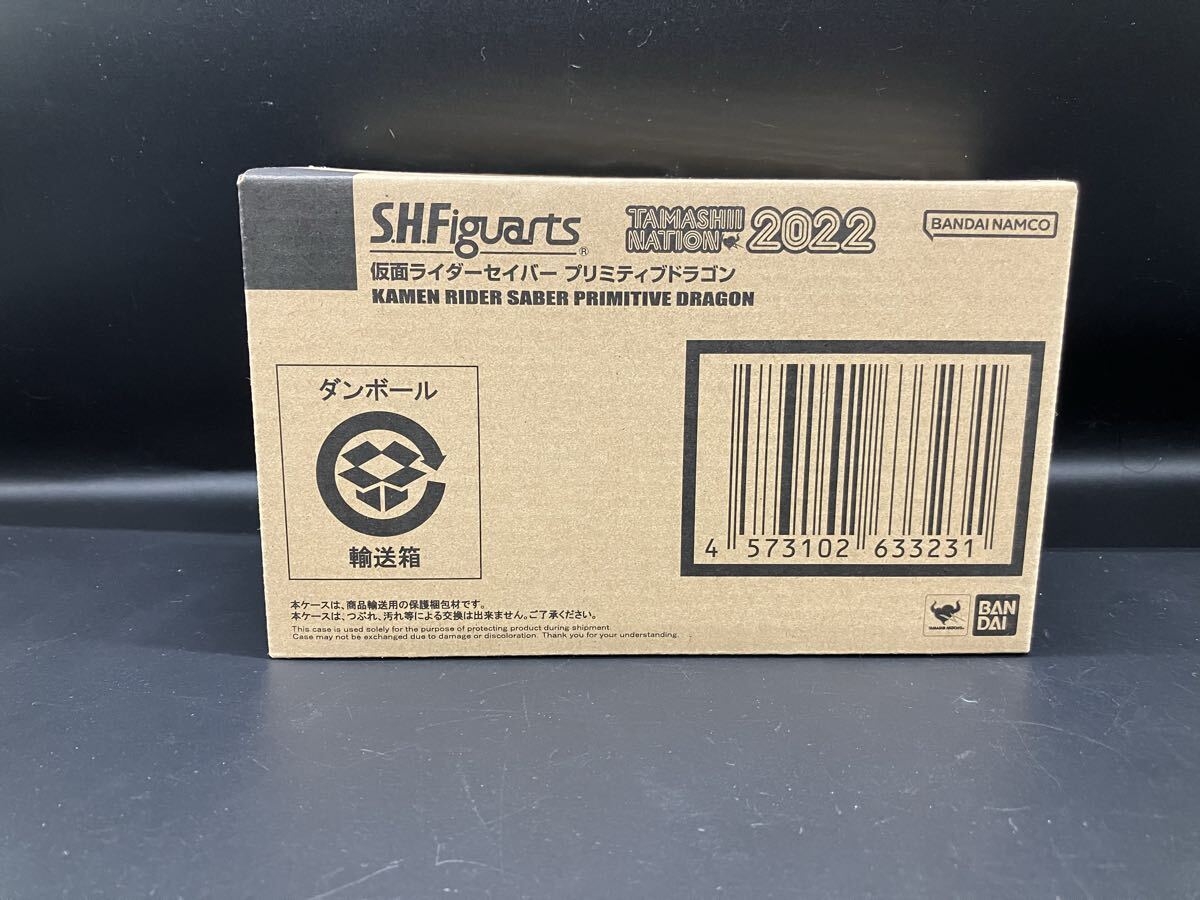 S.H.Figuarts®
TAMASHII
NATION 2022
BANDAI NAMCO
仮面ライダーセイバー プリミティブドラゴン
KAMEN RIDER SABER PRIMITIVE DRAGON
ダンボール
輸送箱
4 573102 633231
本ケースは、商品輸送用の保護梱包材です。
本ケースは、つぶれ、汚れ等による交換は出来ません。ご了承ください。
This case is used solely for the purpose of protecting product during shipment.
Case may not be exchanged due to damage or discoloration. Thank you for your understanding.
TAMASHII NATIONS
BAN
DAI